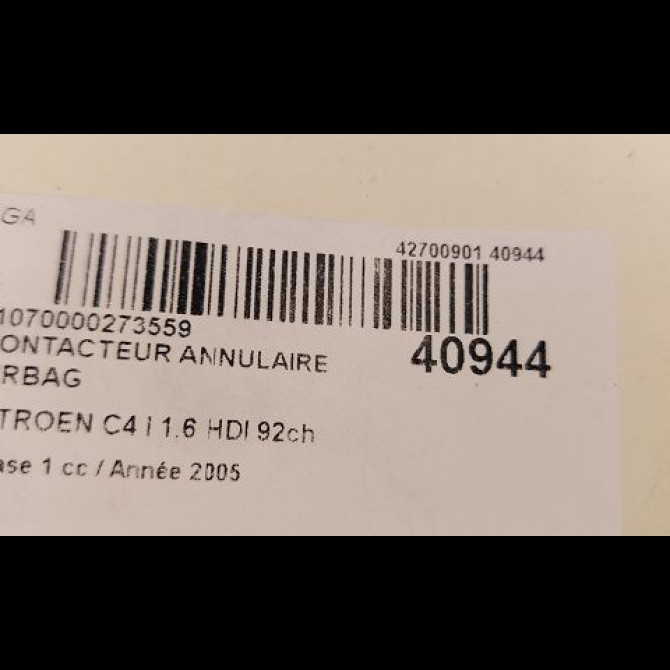 GA
42700901 40944
1070000273559
40944
ONTACTEUR ANNULAIRE
RBAG
TROEN C4 i 1.6 HDI 92ch
ase 1 cc / Année 2005